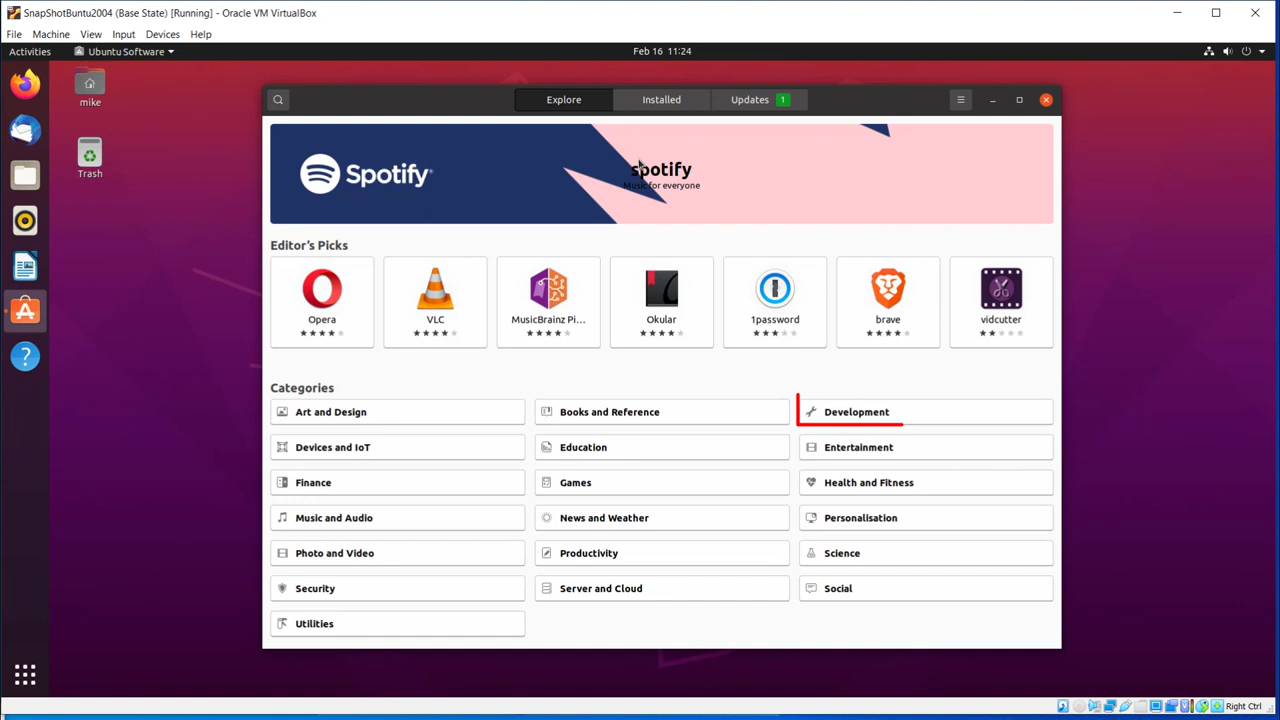 SnapShotBuntu2004 (Base State) [Running] - Oracle VM VirtualBox
File Machine View Input Devices Help
Activities Ubuntu Software Feb 16 11:24
mike
Trash
Explore Installed Updates 1
Spotify
spotify
Music for everyone
Editor's Picks
Opera VLC MusicBrainz Pi... Okular 1password brave vidcutter
Categories
Art and Design Books and Reference Development
Devices and IoT Education Entertainment
Finance Games Health and Fitness
Music and Audio News and Weather Personalisation
Photo and Video Productivity Science
Security Server and Cloud Social
Utilities
Right Ctrl